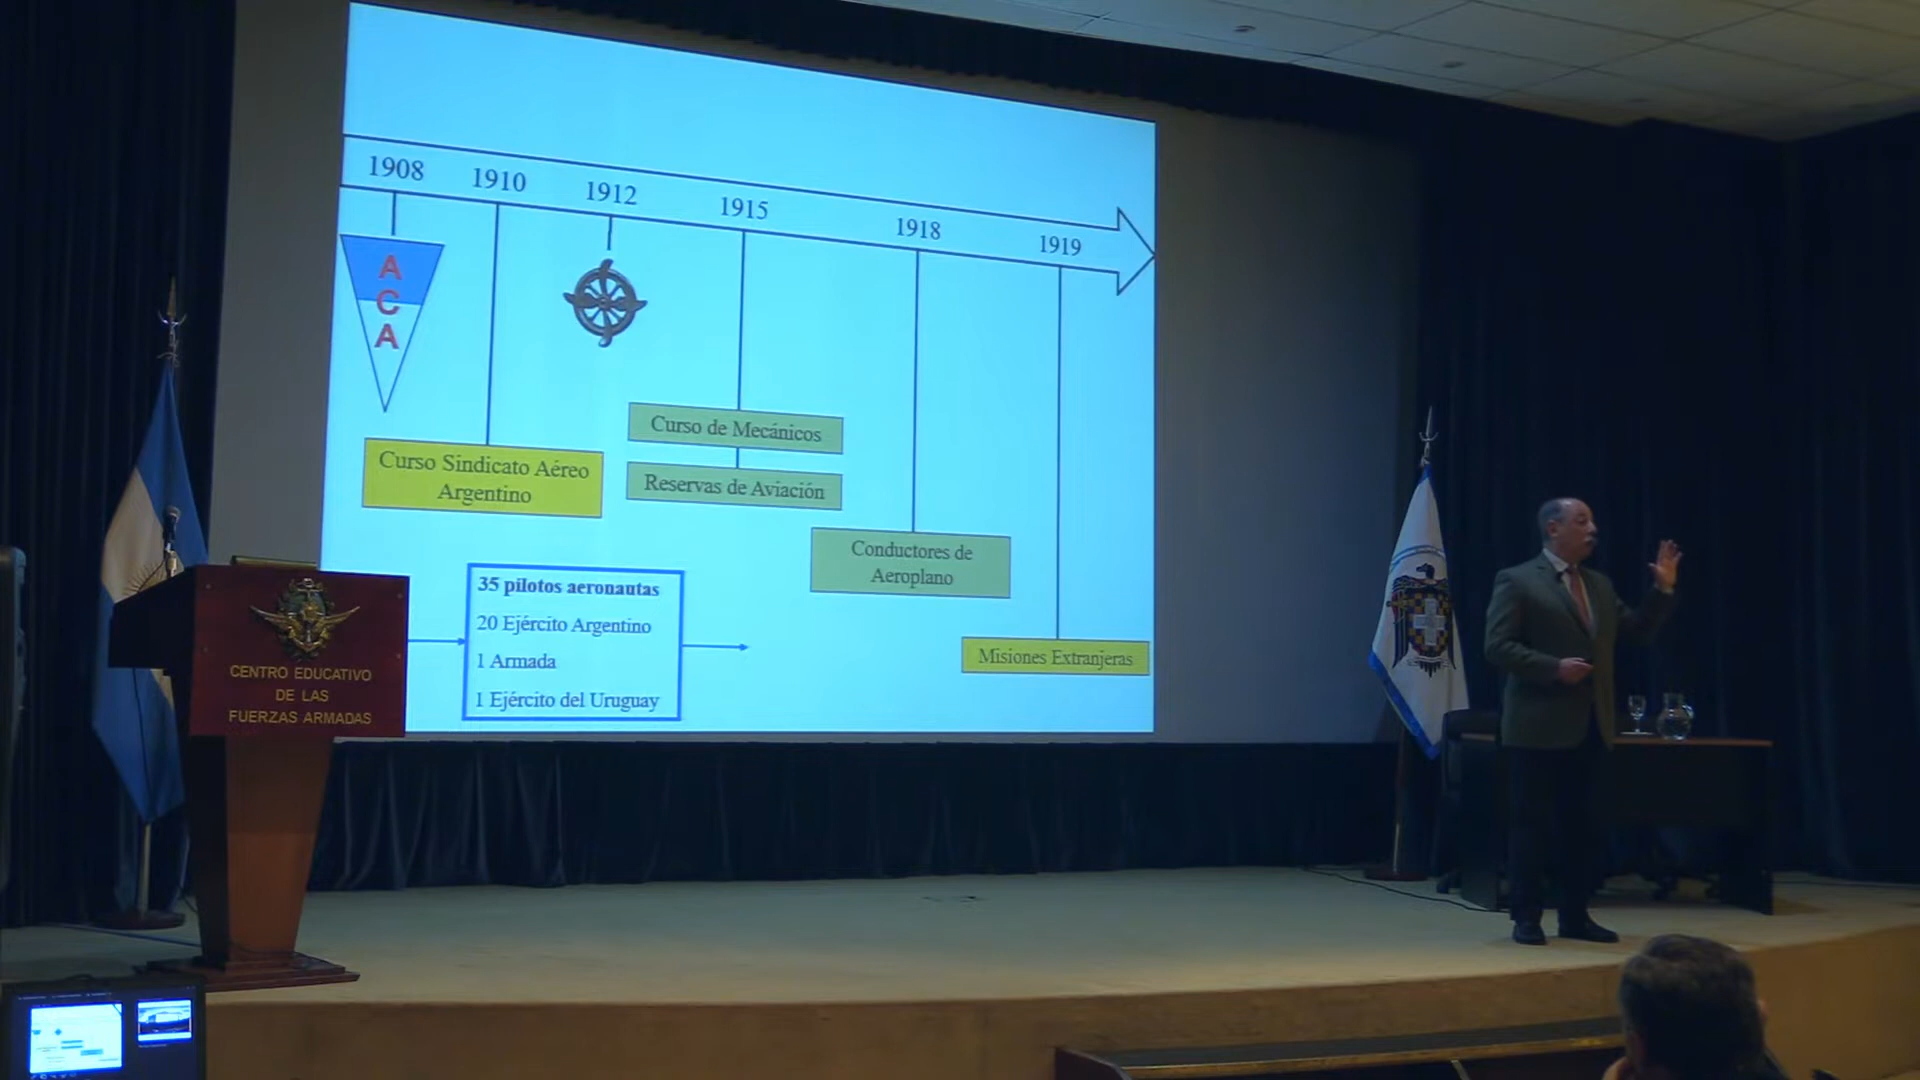 1908
1910
1912
1915
1918
1919
A
C
A
Curso de Mecánicos
Curso Sindicato Aéreo
Argentino
Reservas de Aviación
Conductores de
Aeroplano
35 pilotos aeronautas
20 Ejército Argentino
1 Armada
1 Ejército del Uruguay
Misiones Extranjeras
CENTRO EDUCATIVO
DE LAS
FUERZAS ARMADAS